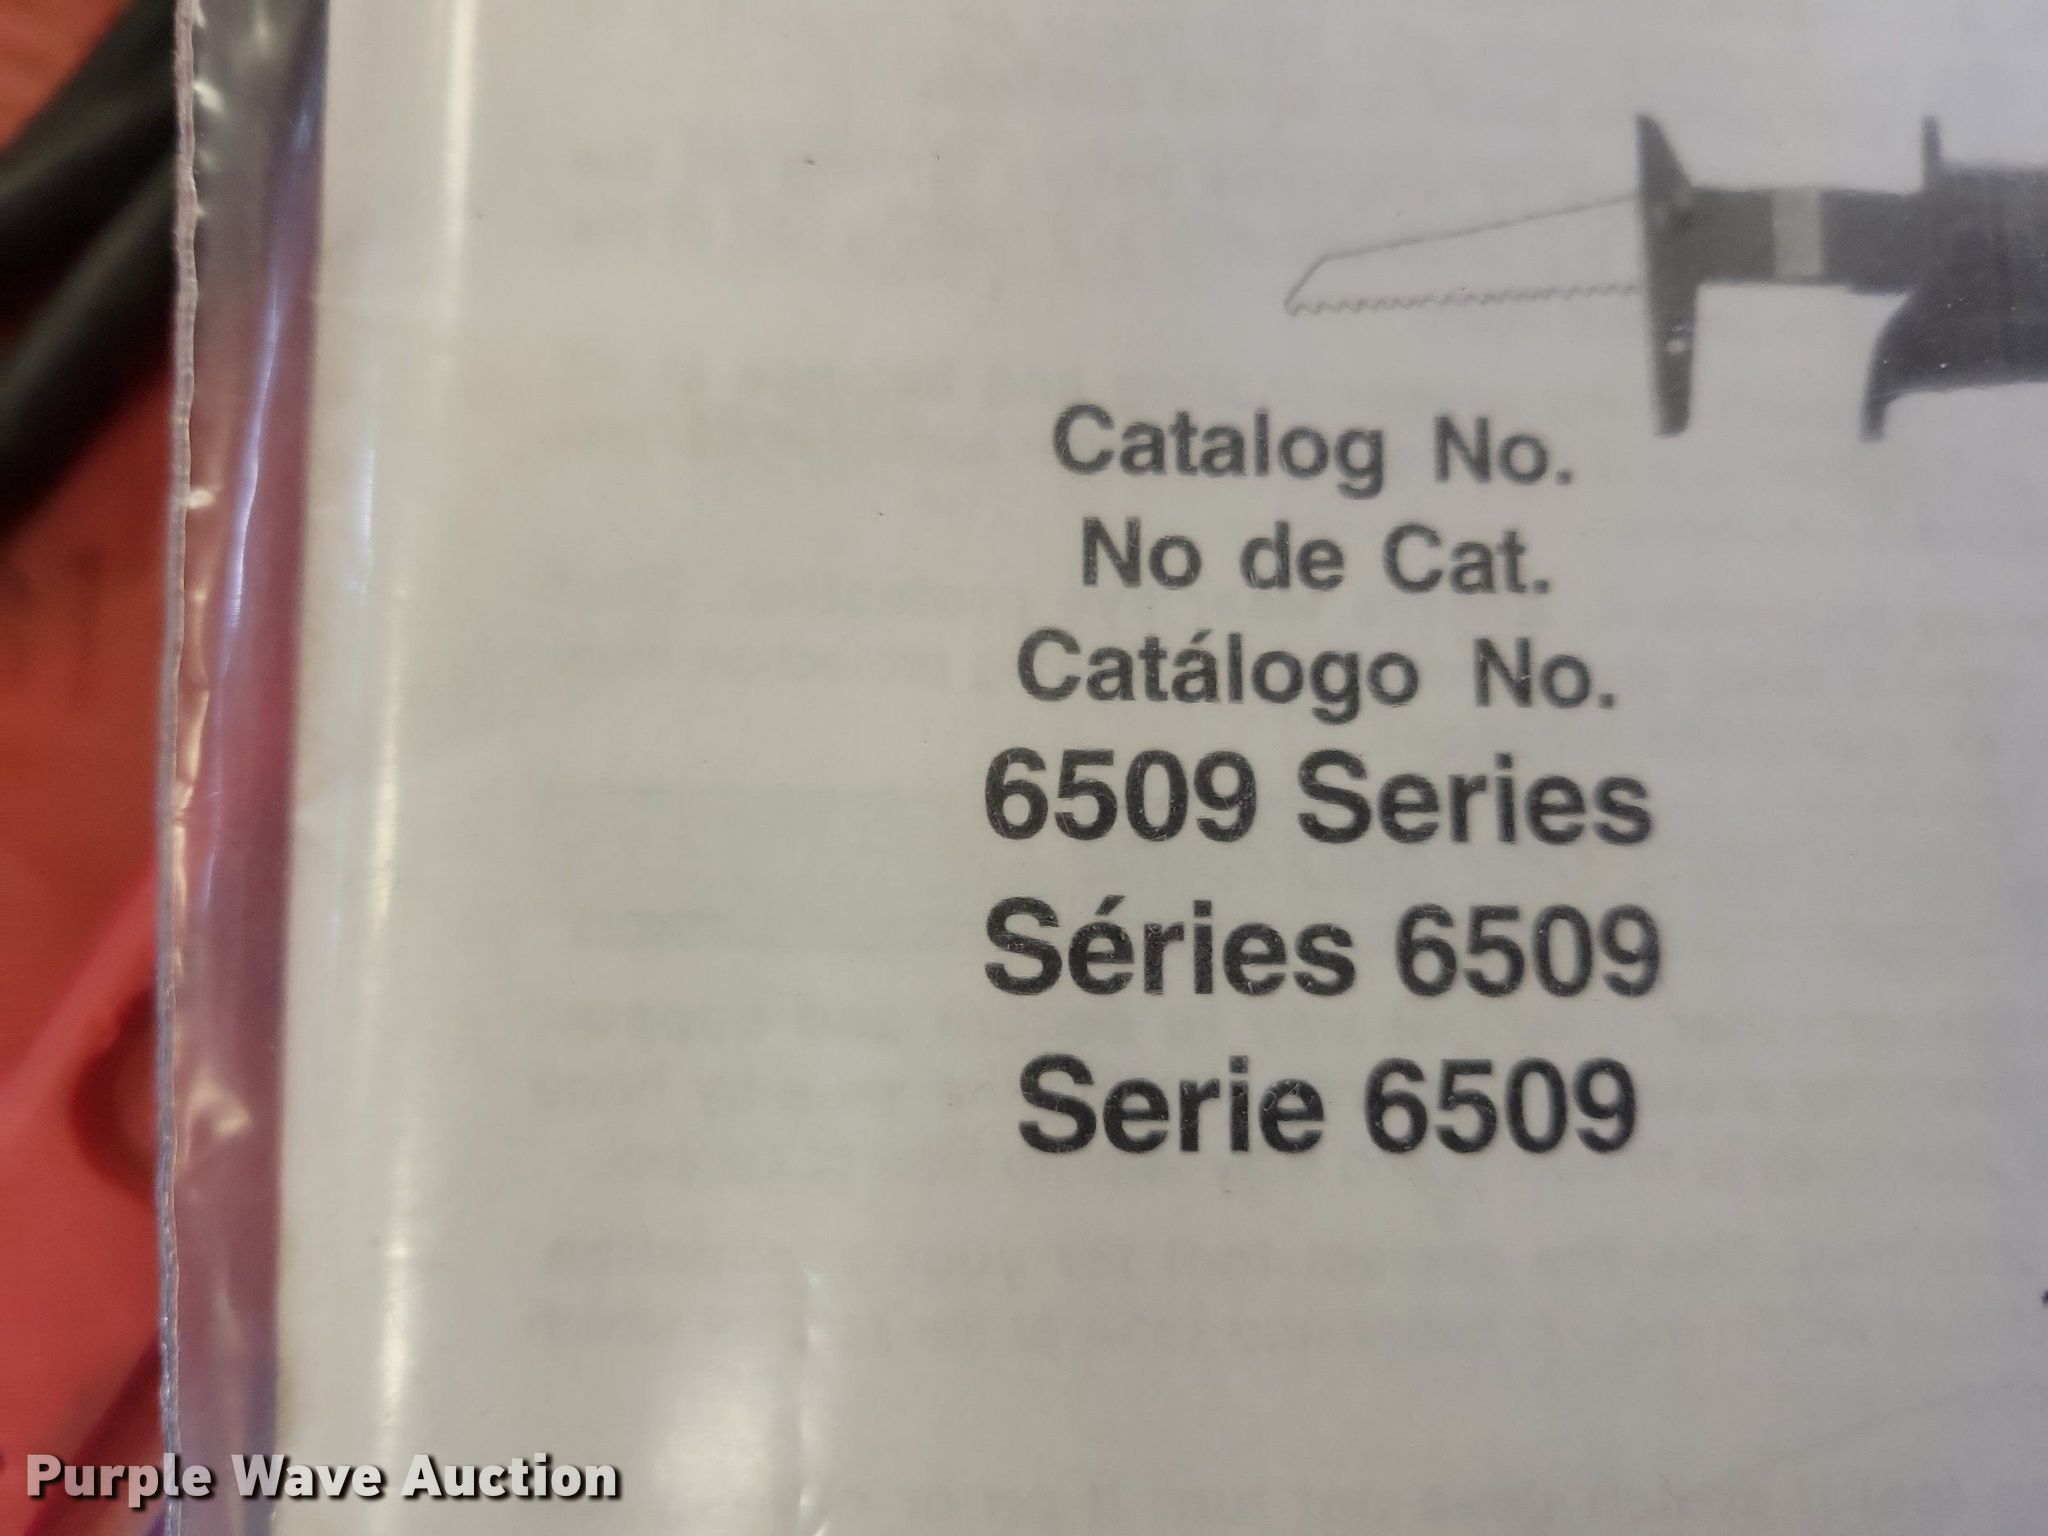 Catalog No.
No de Cat.
Catálogo No.
6509 Series
Séries 6509
Serie 6509
Purple Wave Auction